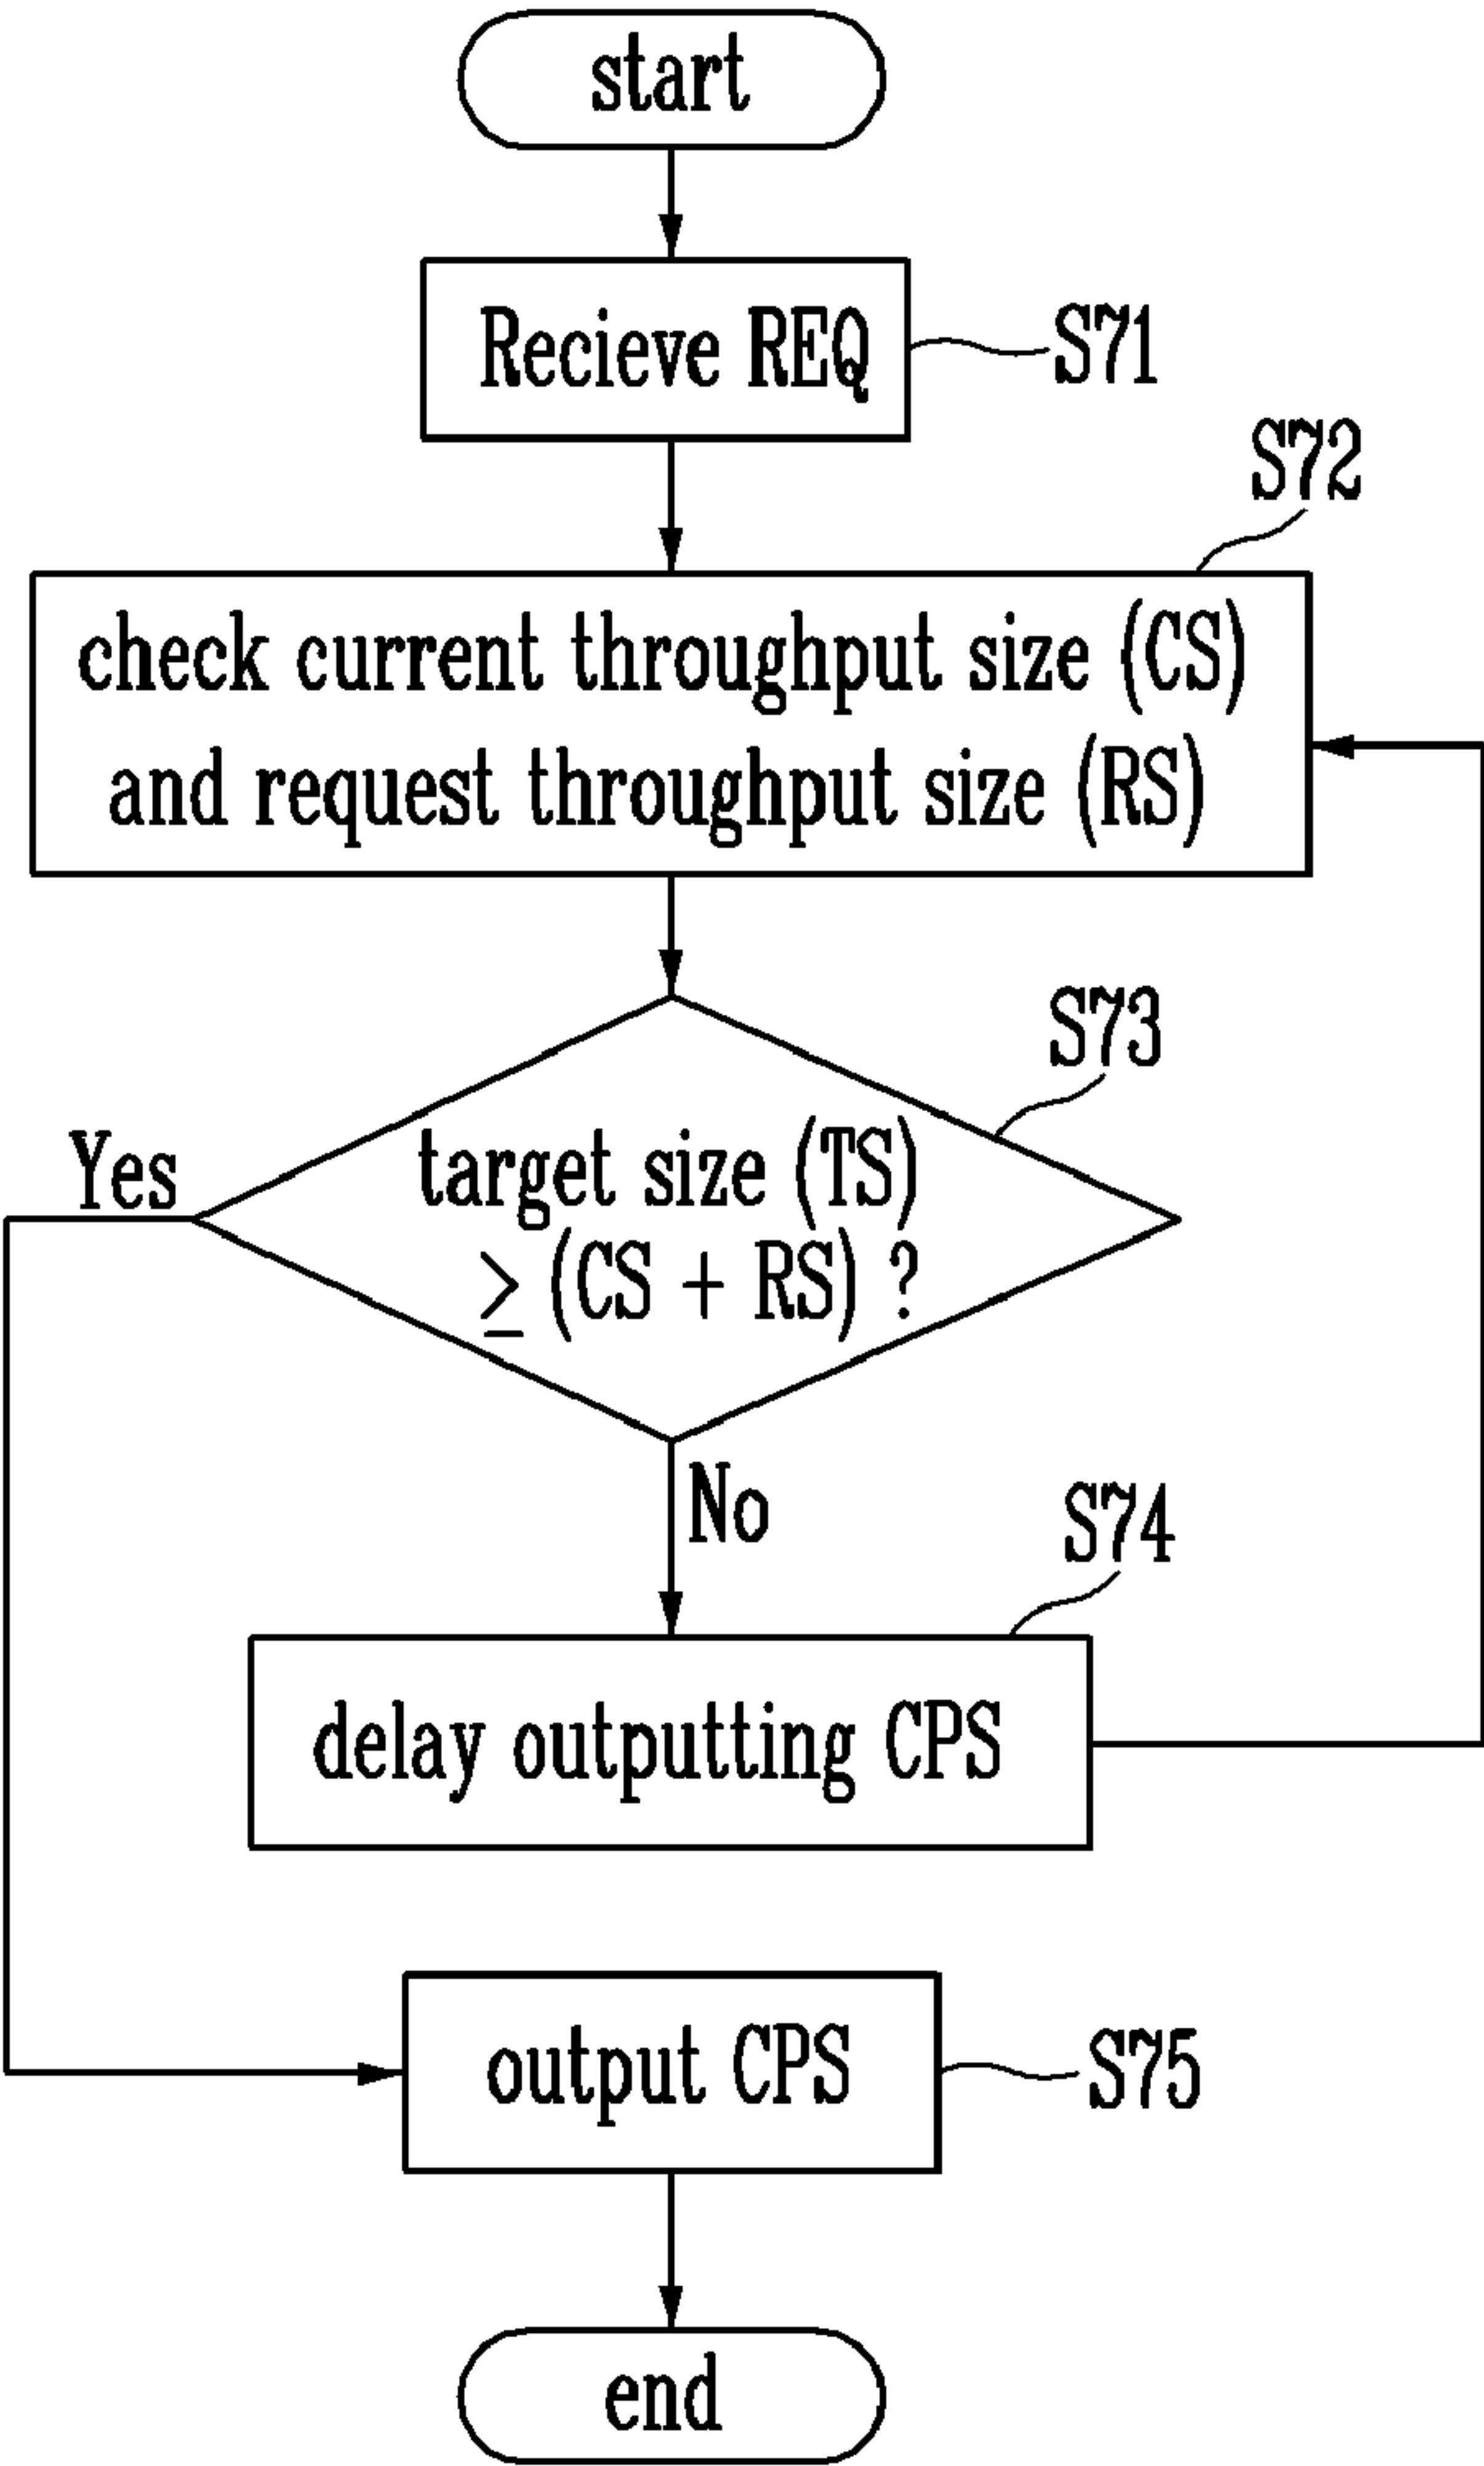 start
Recieve REQ
S71
S72
check current throughput size (CS)
and request throughput size (RS)
S73
Yes
target size (TS)
≥ (CS + RS) ?
No
S74
delay outputting CPS
output CPS
S75
end